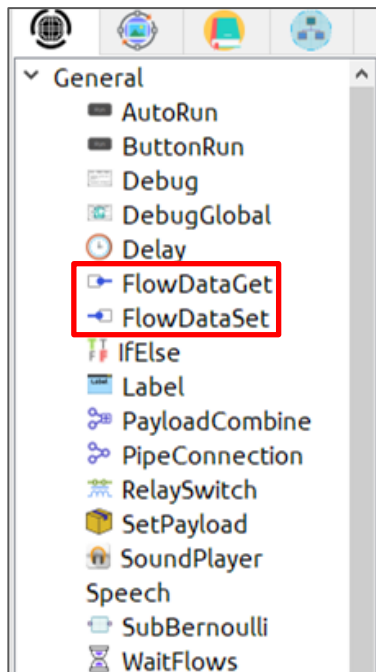 General
AutoRun
ButtonRun
Debug
DebugGlobal
Delay
FlowDataGet
FlowDataSet
IfElse
Label
PayloadCombine
PipeConnection
RelaySwitch
SetPayload
SoundPlayer
Speech
SubBernoulli
WaitFlows